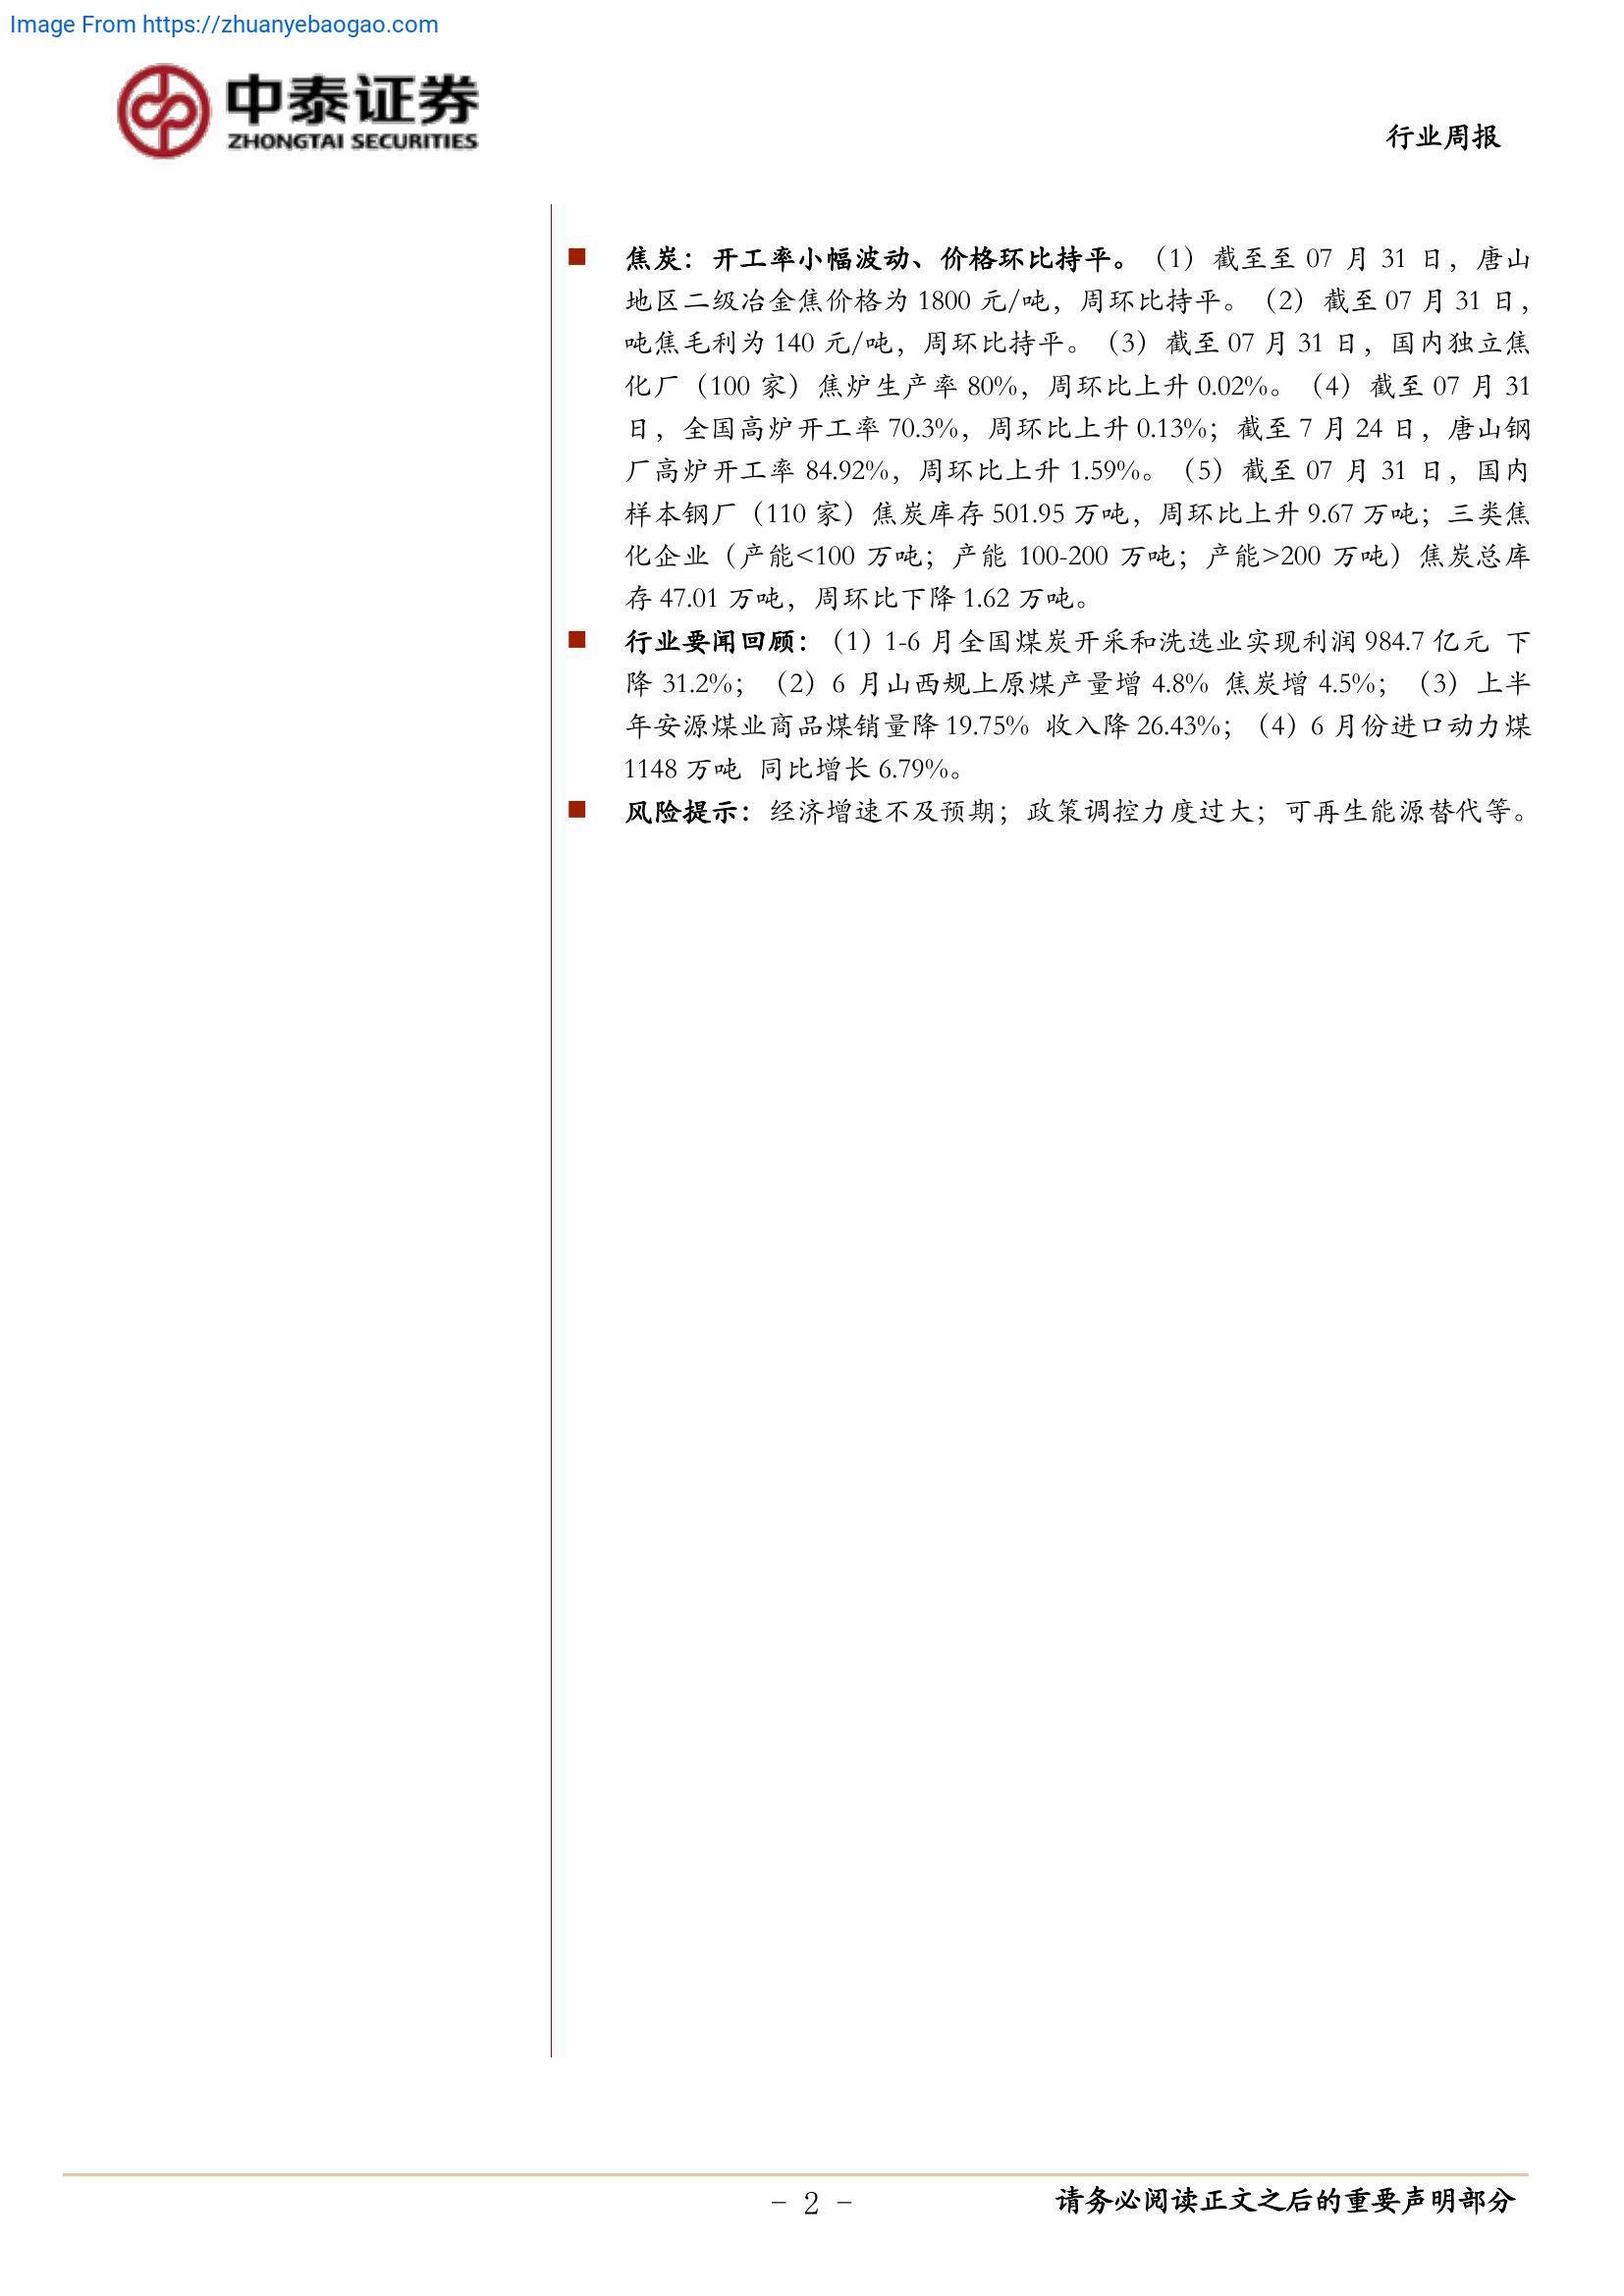 Image From https://zhuanyebaogao.com
中泰证券
ZHONGTAI SECURITIES
行业周报
■ 焦炭：开工率小幅波动、价格环比持平。（1）截至至 07 月 31 日，唐山
地区二级冶金焦价格为 1800 元/吨，周环比持平。（2）截至 07 月 31 日，
吨焦毛利为 140 元/吨，周环比持平。（3）截至 07 月 31 日，国内独立焦
化厂（100 家）焦炉生产率 80%，周环比上升 0.02%。（4）截至 07 月 31
日，全国高炉开工率 70.3%，周环比上升 0.13%；截至 7 月 24 日，唐山钢
厂高炉开工率 84.92%，周环比上升 1.59%。（5）截至 07 月 31 日，国内
样本钢厂（110 家）焦炭库存 501.95 万吨，周环比上升 9.67 万吨；三类焦
化企业（产能<100 万吨；产能 100-200 万吨；产能>200 万吨）焦炭总库
存 47.01 万吨，周环比下降 1.62 万吨。
■ 行业要闻回顾：（1）1-6 月全国煤炭开采和洗选业实现利润 984.7 亿元 下
降 31.2%；（2）6 月山西规上原煤产量增 4.8% 焦炭增 4.5%；（3）上半
年安源煤业商品煤销量降 19.75% 收入降 26.43%；（4）6 月份进口动力煤
1148 万吨 同比增长 6.79%。
■ 风险提示：经济增速不及预期；政策调控力度过大；可再生能源替代等。
- 2 -
请务必阅读正文之后的重要声明部分